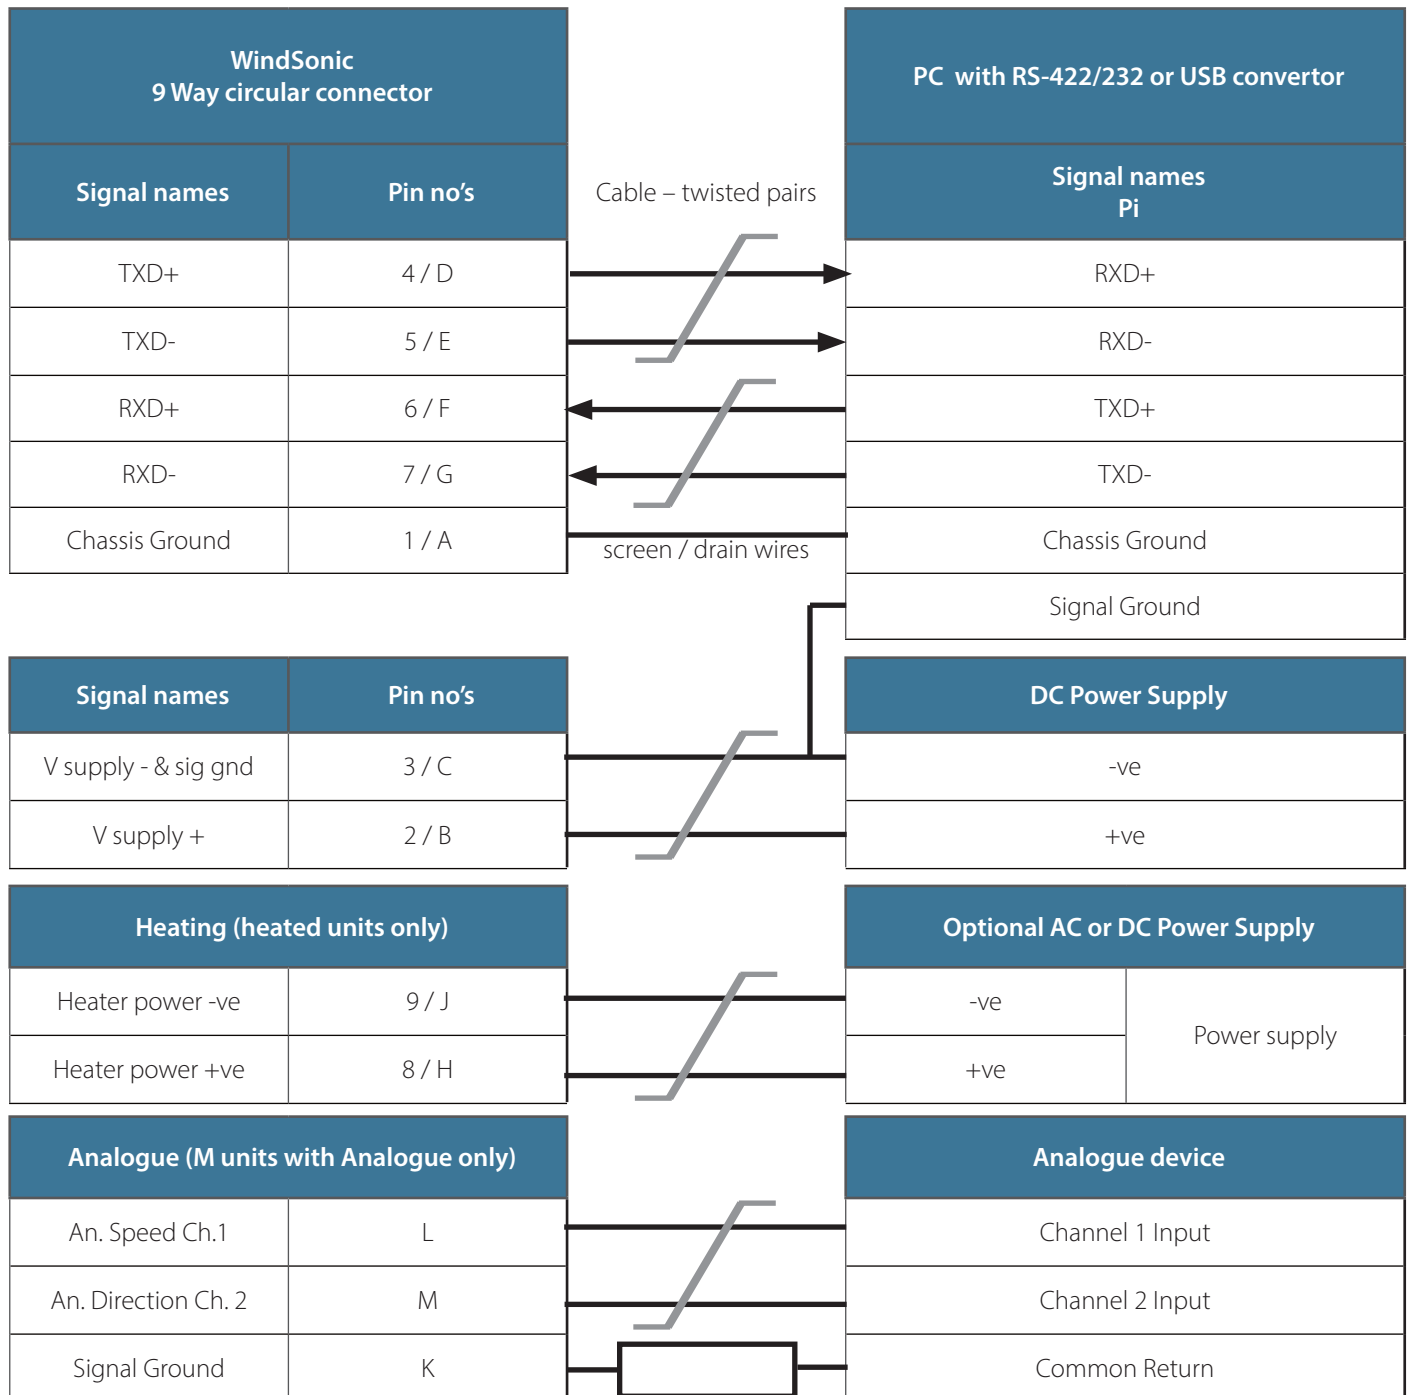 WindSonic
9 Way circular connector
PC with RS-422/232 or USB convertor
Signal names Pin no's Cable – twisted pairs Signal names
Pi
TXD+ 4 / D RXD+
TXD- 5 / E RXD-
RXD+ 6 / F TXD+
RXD- 7 / G TXD-
Chassis Ground 1 / A screen / drain wires Chassis Ground
Signal Ground
Signal names Pin no's DC Power Supply
V supply - & sig gnd 3 / C -ve
V supply + 2 / B +ve
Heating (heated units only) Optional AC or DC Power Supply
Heater power -ve 9 / J -ve Power supply
Heater power +ve 8 / H +ve
Analogue (M units with Analogue only) Analogue device
An. Speed Ch.1 L Channel 1 Input
An. Direction Ch. 2 M Channel 2 Input
Signal Ground K Common Return